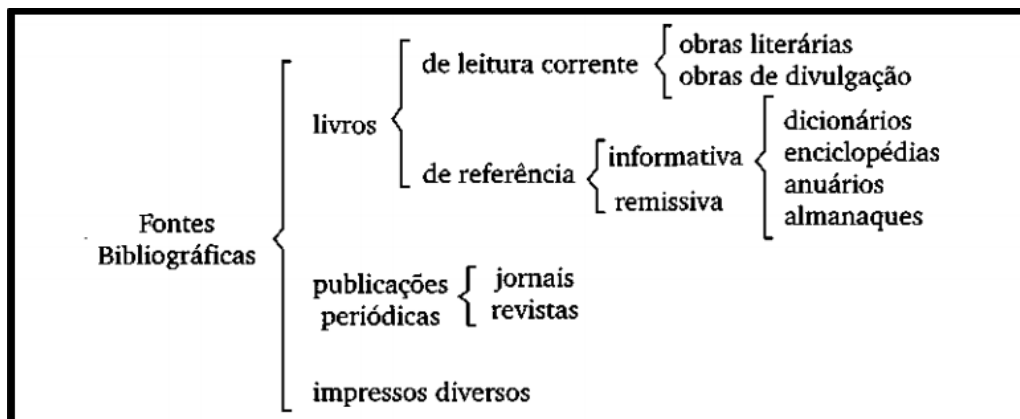 de leitura corrente
obras literárias
obras de divulgação
livros
de referência
informativa
remissiva
dicionários
enciclopédias
anuários
almanaques
Fontes
Bibliográficas
publicações
periódicas
jornais
revistas
impressos diversos